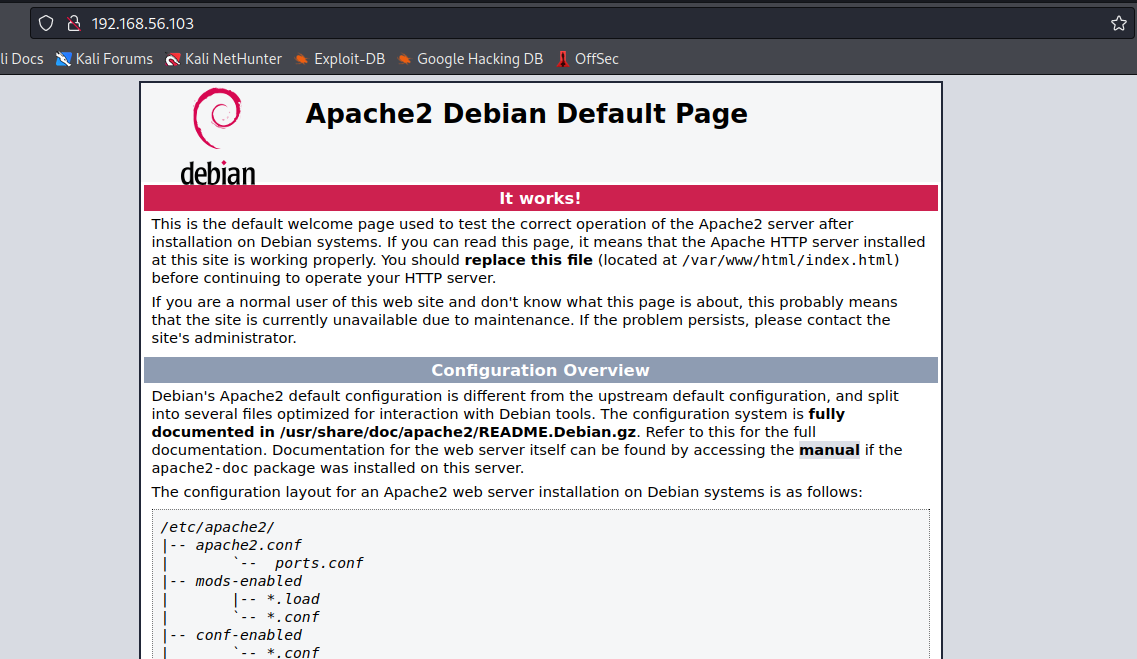 192.168.56.103
li Docs Kali Forums Kali NetHunter Exploit-DB Google Hacking DB OffSec
Apache2 Debian Default Page
debian
It works!
This is the default welcome page used to test the correct operation of the Apache2 server after
installation on Debian systems. If you can read this page, it means that the Apache HTTP server installed
at this site is working properly. You should replace this file (located at /var/www/html/index.html)
before continuing to operate your HTTP server.
If you are a normal user of this web site and don't know what this page is about, this probably means
that the site is currently unavailable due to maintenance. If the problem persists, please contact the
site's administrator.
Configuration Overview
Debian's Apache2 default configuration is different from the upstream default configuration, and split
into several files optimized for interaction with Debian tools. The configuration system is fully
documented in /usr/share/doc/apache2/README.Debian.gz. Refer to this for the full
documentation. Documentation for the web server itself can be found by accessing the manual if the
apache2-doc package was installed on this server.
The configuration layout for an Apache2 web server installation on Debian systems is as follows:
/etc/apache2/
|-- apache2.conf
|       `--  ports.conf
|-- mods-enabled
|       |-- *.load
|       `-- *.conf
|-- conf-enabled
|       `-- *.conf